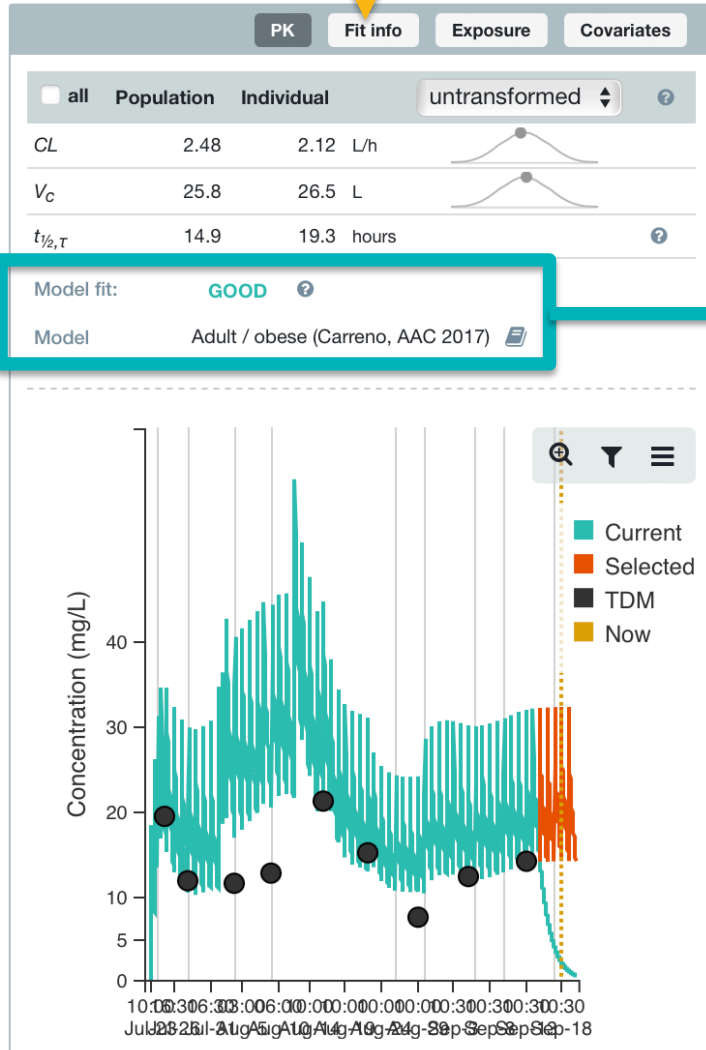 PK Fit info Exposure Covariates
all Population Individual untransformed ?
CL 2.48 2.12 L/h
Vc 25.8 26.5 L
t½,τ 14.9 19.3 hours ?
Model fit: GOOD ?
Model Adult / obese (Carreno, AAC 2017)
Current
Selected
TDM
Now
Concentration (mg/L)
40
30
20
10
5
0